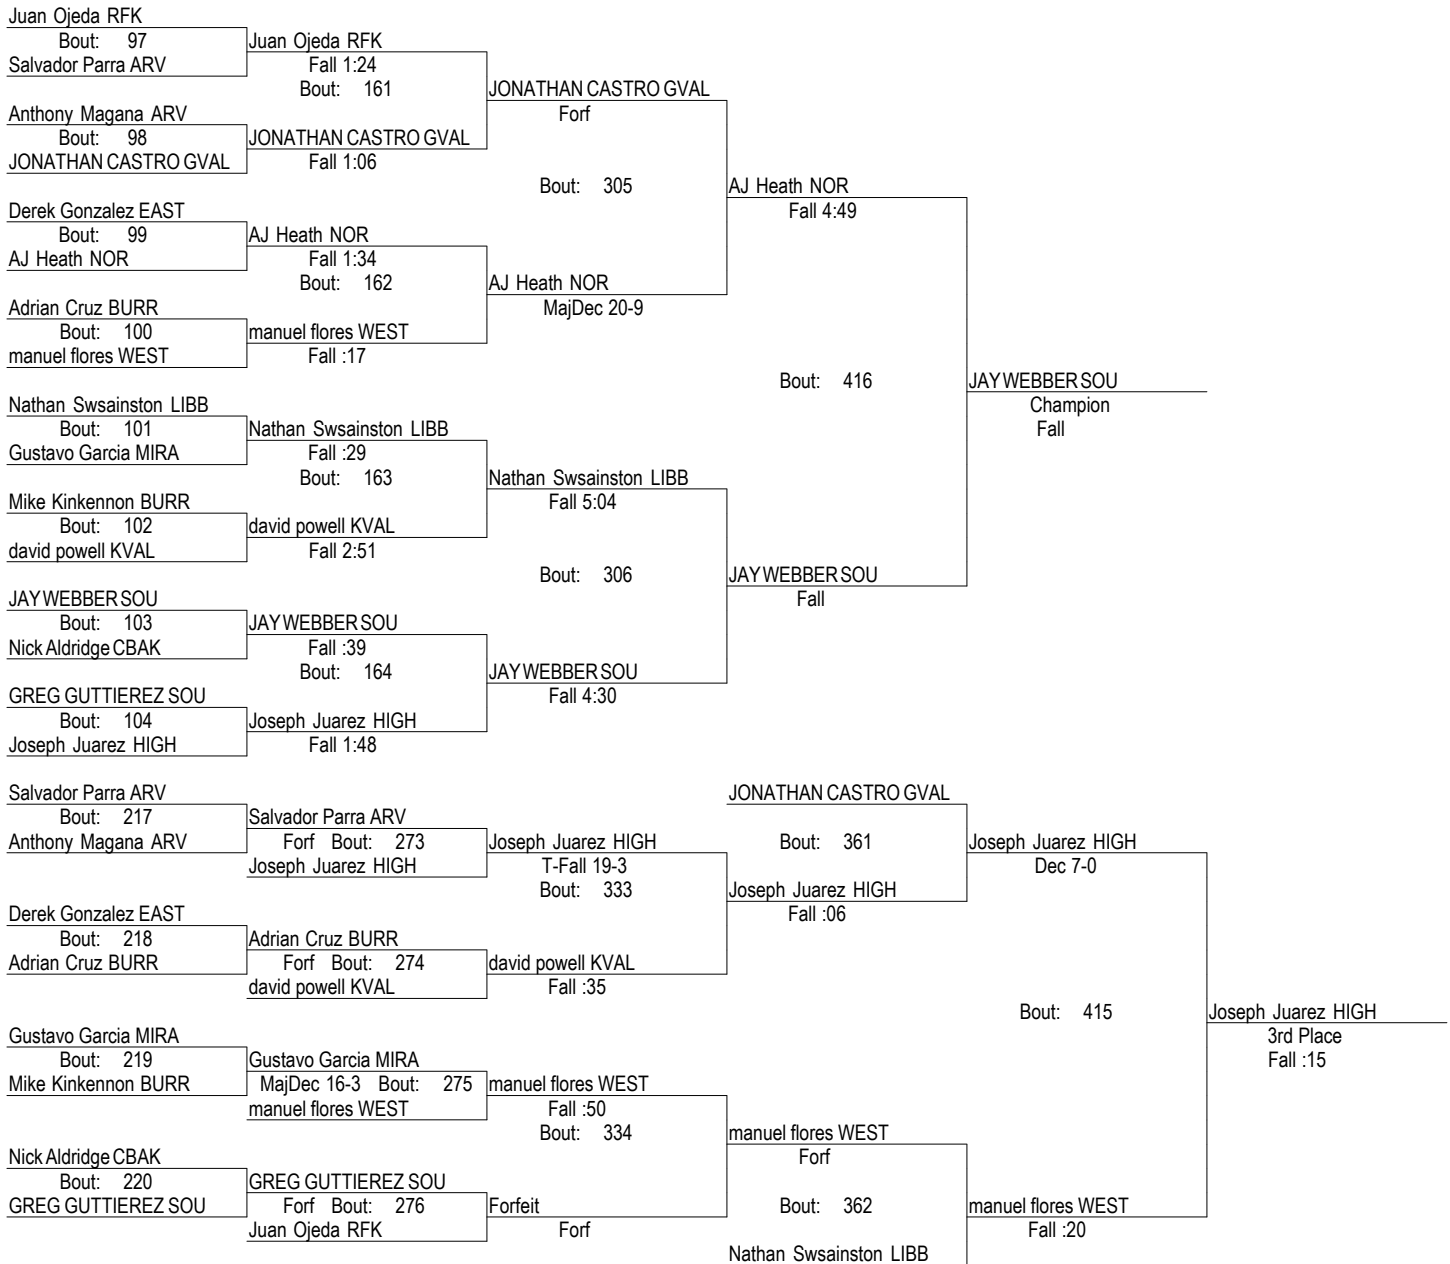 Juan Ojeda RFK
Bout: 97
Juan Ojeda RFK
Salvador Parra ARV
Fall 1:24
Bout: 161
JONATHAN CASTRO GVAL
Anthony Magana ARV
Forf
Bout: 98
JONATHAN CASTRO GVAL
JONATHAN CASTRO GVAL
Fall 1:06
Bout: 305
AJ Heath NOR
Derek Gonzalez EAST
Fall 4:49
Bout: 99
AJ Heath NOR
AJ Heath NOR
Fall 1:34
Bout: 162
AJ Heath NOR
Adrian Cruz BURR
MajDec 20-9
Bout: 100
manuel flores WEST
manuel flores WEST
Fall :17
Bout: 416
JAY WEBBER SOU
Nathan Swsainston LIBB
Champion
Bout: 101
Nathan Swsainston LIBB
Fall
Gustavo Garcia MIRA
Fall :29
Bout: 163
Nathan Swsainston LIBB
Mike Kinkennon BURR
Fall 5:04
Bout: 102
david powell KVAL
david powell KVAL
Fall 2:51
Bout: 306
JAY WEBBER SOU
JAY WEBBER SOU
Fall
Bout: 103
JAY WEBBER SOU
Nick Aldridge CBAK
Fall :39
Bout: 164
JAY WEBBER SOU
GREG GUTTIEREZ SOU
Fall 4:30
Bout: 104
Joseph Juarez HIGH
Joseph Juarez HIGH
Fall 1:48
Salvador Parra ARV
JONATHAN CASTRO GVAL
Bout: 217
Salvador Parra ARV
Anthony Magana ARV
Forf Bout: 273
Joseph Juarez HIGH
Bout: 361
Joseph Juarez HIGH
Joseph Juarez HIGH
T-Fall 19-3
Dec 7-0
Bout: 333
Joseph Juarez HIGH
Derek Gonzalez EAST
Fall :06
Bout: 218
Adrian Cruz BURR
Adrian Cruz BURR
Forf Bout: 274
david powell KVAL
david powell KVAL
Fall :35
Bout: 415
Joseph Juarez HIGH
Gustavo Garcia MIRA
3rd Place
Bout: 219
Gustavo Garcia MIRA
Fall :15
Mike Kinkennon BURR
MajDec 16-3 Bout: 275
manuel flores WEST
manuel flores WEST
Fall :50
Bout: 334
manuel flores WEST
Nick Aldridge CBAK
Forf
Bout: 220
GREG GUTTIEREZ SOU
GREG GUTTIEREZ SOU
Forf Bout: 276
Forfeit
Bout: 362
manuel flores WEST
Juan Ojeda RFK
Forf
Fall :20
Nathan Swsainston LIBB